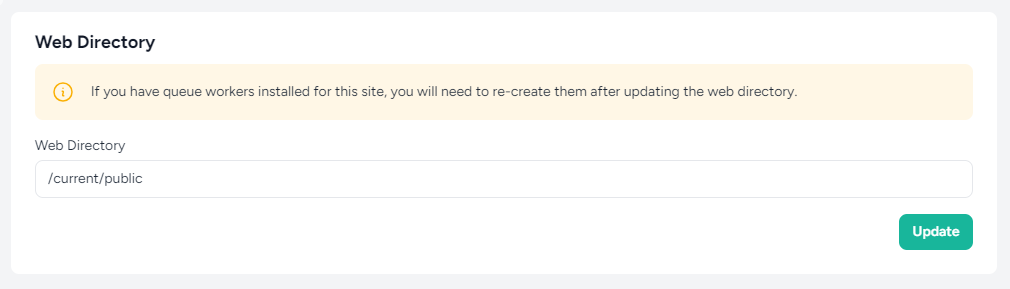 Web Directory
If you have queue workers installed for this site, you will need to re-create them after updating the web directory.
Web Directory
/current/public
Update